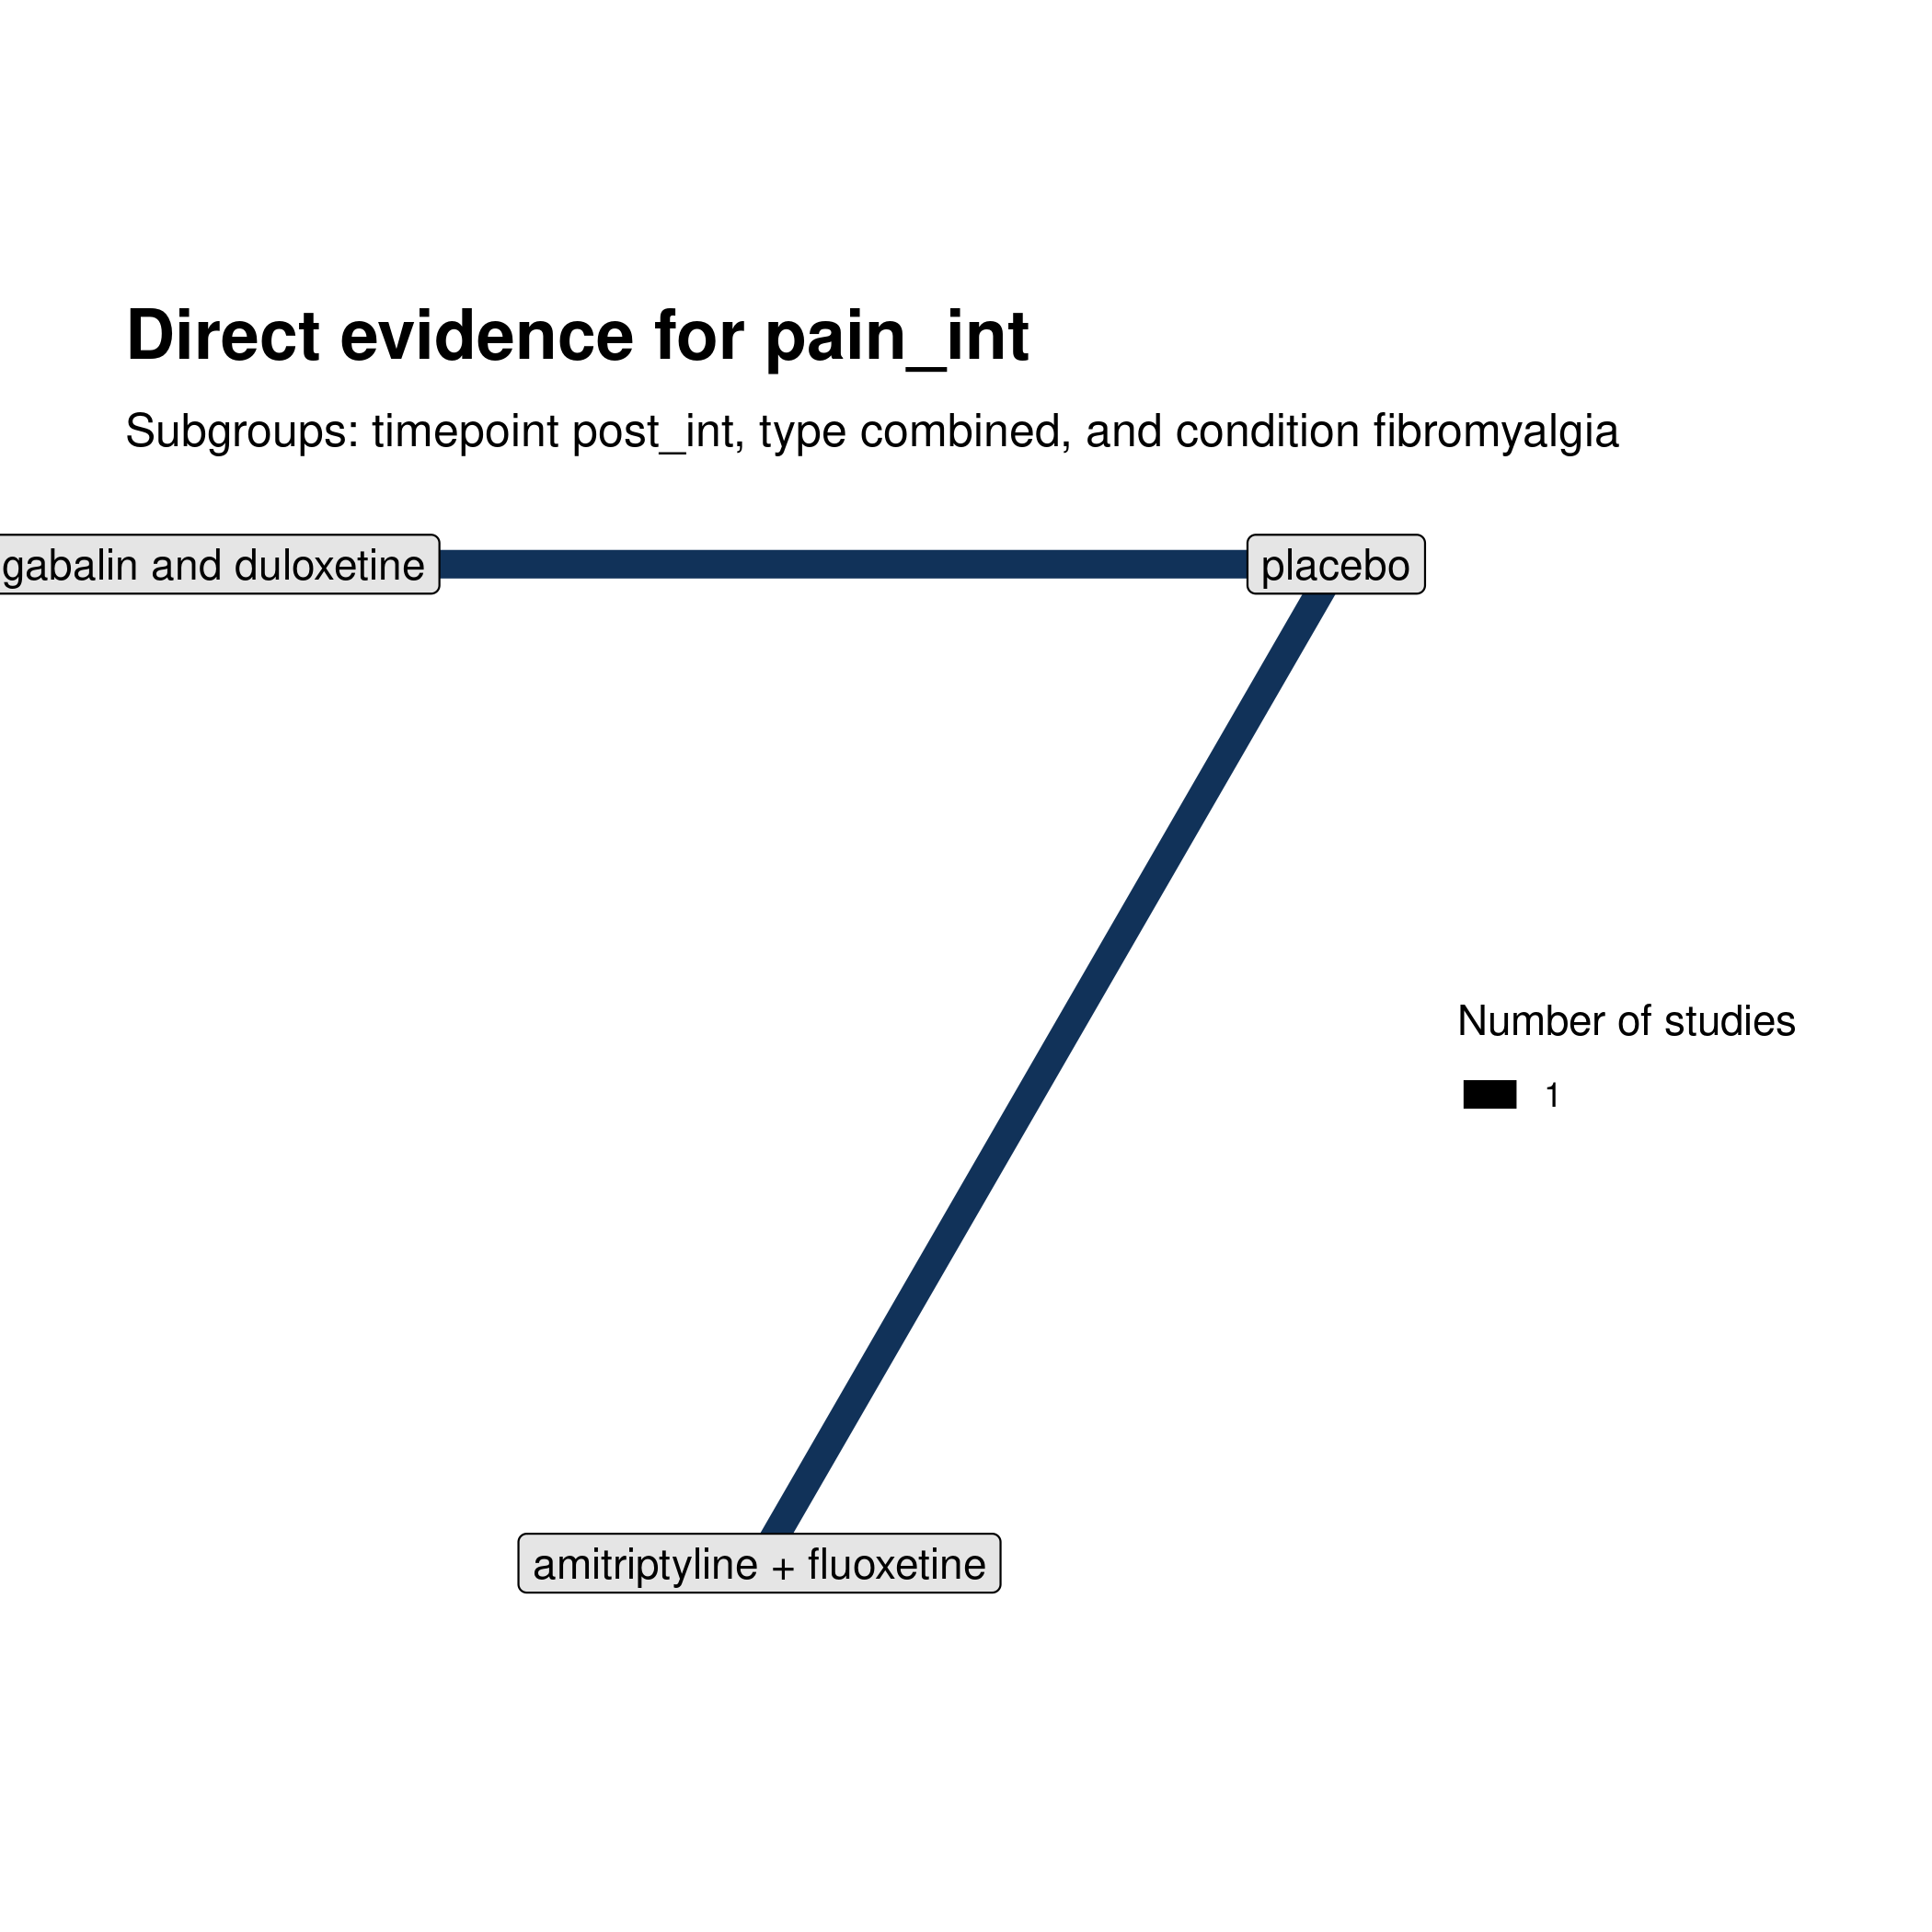 Direct evidence for pain_int
Subgroups: timepoint post_int, type combined, and condition fibromyalgia
gabalin and duloxetine
placebo
Number of studies
1
amitriptyline + fluoxetine